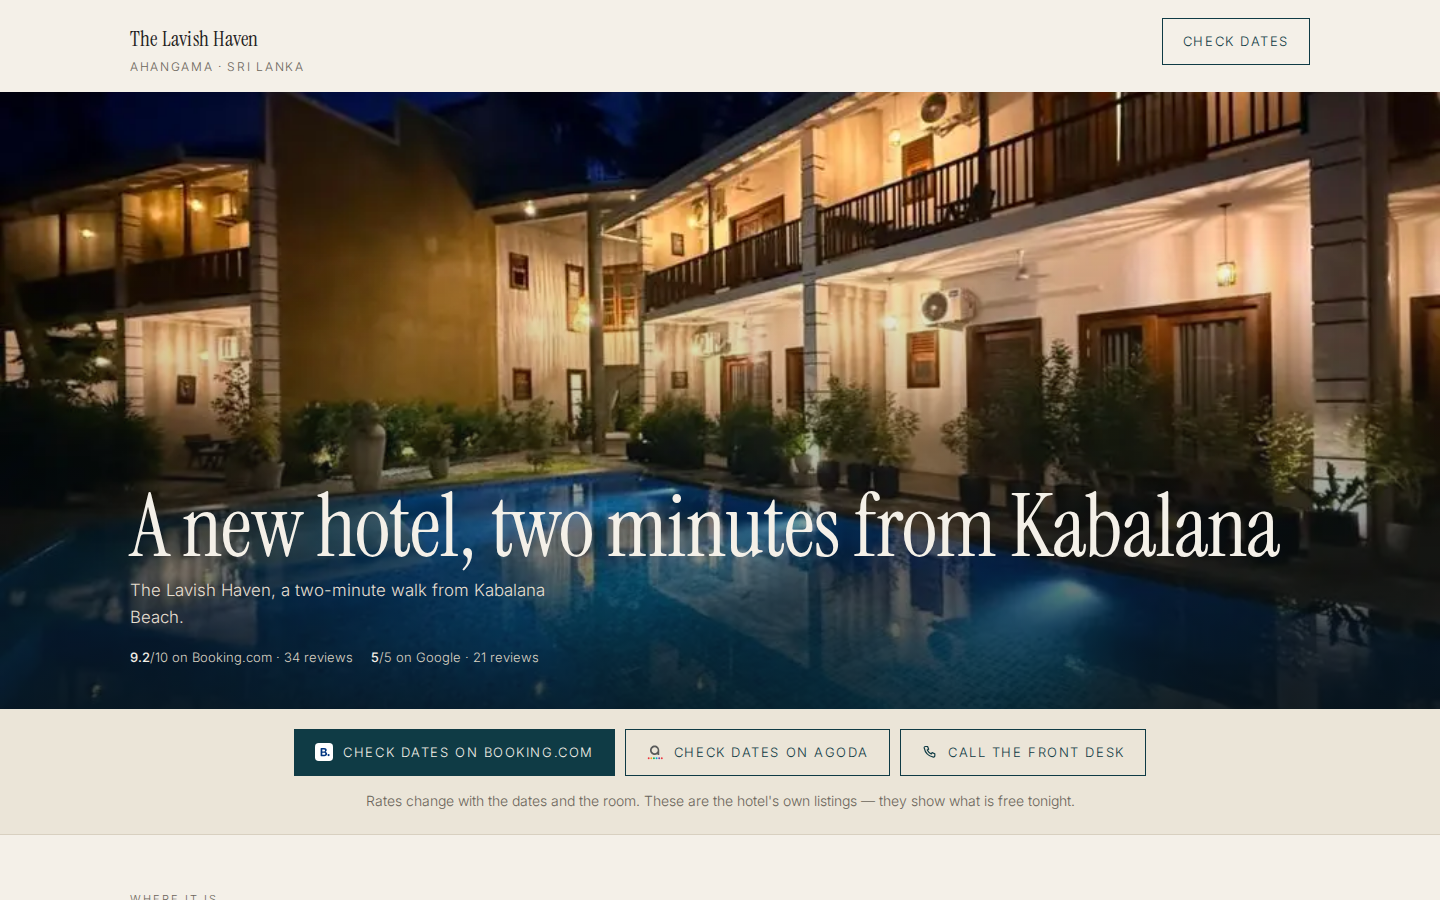 The Lavish Haven
AHANGAMA · SRI LANKA
CHECK DATES
A new hotel, two minutes from Kabalana
The Lavish Haven, a two-minute walk from Kabalana
Beach.
9.2/10 on Booking.com · 34 reviews 5/5 on Google · 21 reviews
B. CHECK DATES ON BOOKING.COM
CHECK DATES ON AGODA
CALL THE FRONT DESK
Rates change with the dates and the room. These are the hotel's own listings — they show what is free tonight.
WHERE IT IS